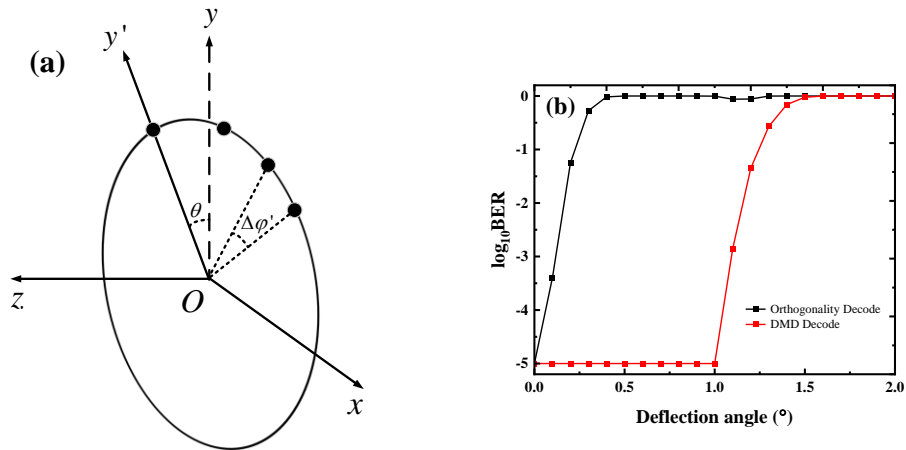 (a)
y'
y
θ
Δφ'
z
O
x
(b)
log₁₀BER
0
-1
-2
-3
-4
-5
Orthogonality Decode
DMD Decode
0.0 0.5 1.0 1.5 2.0
Deflection angle (°)